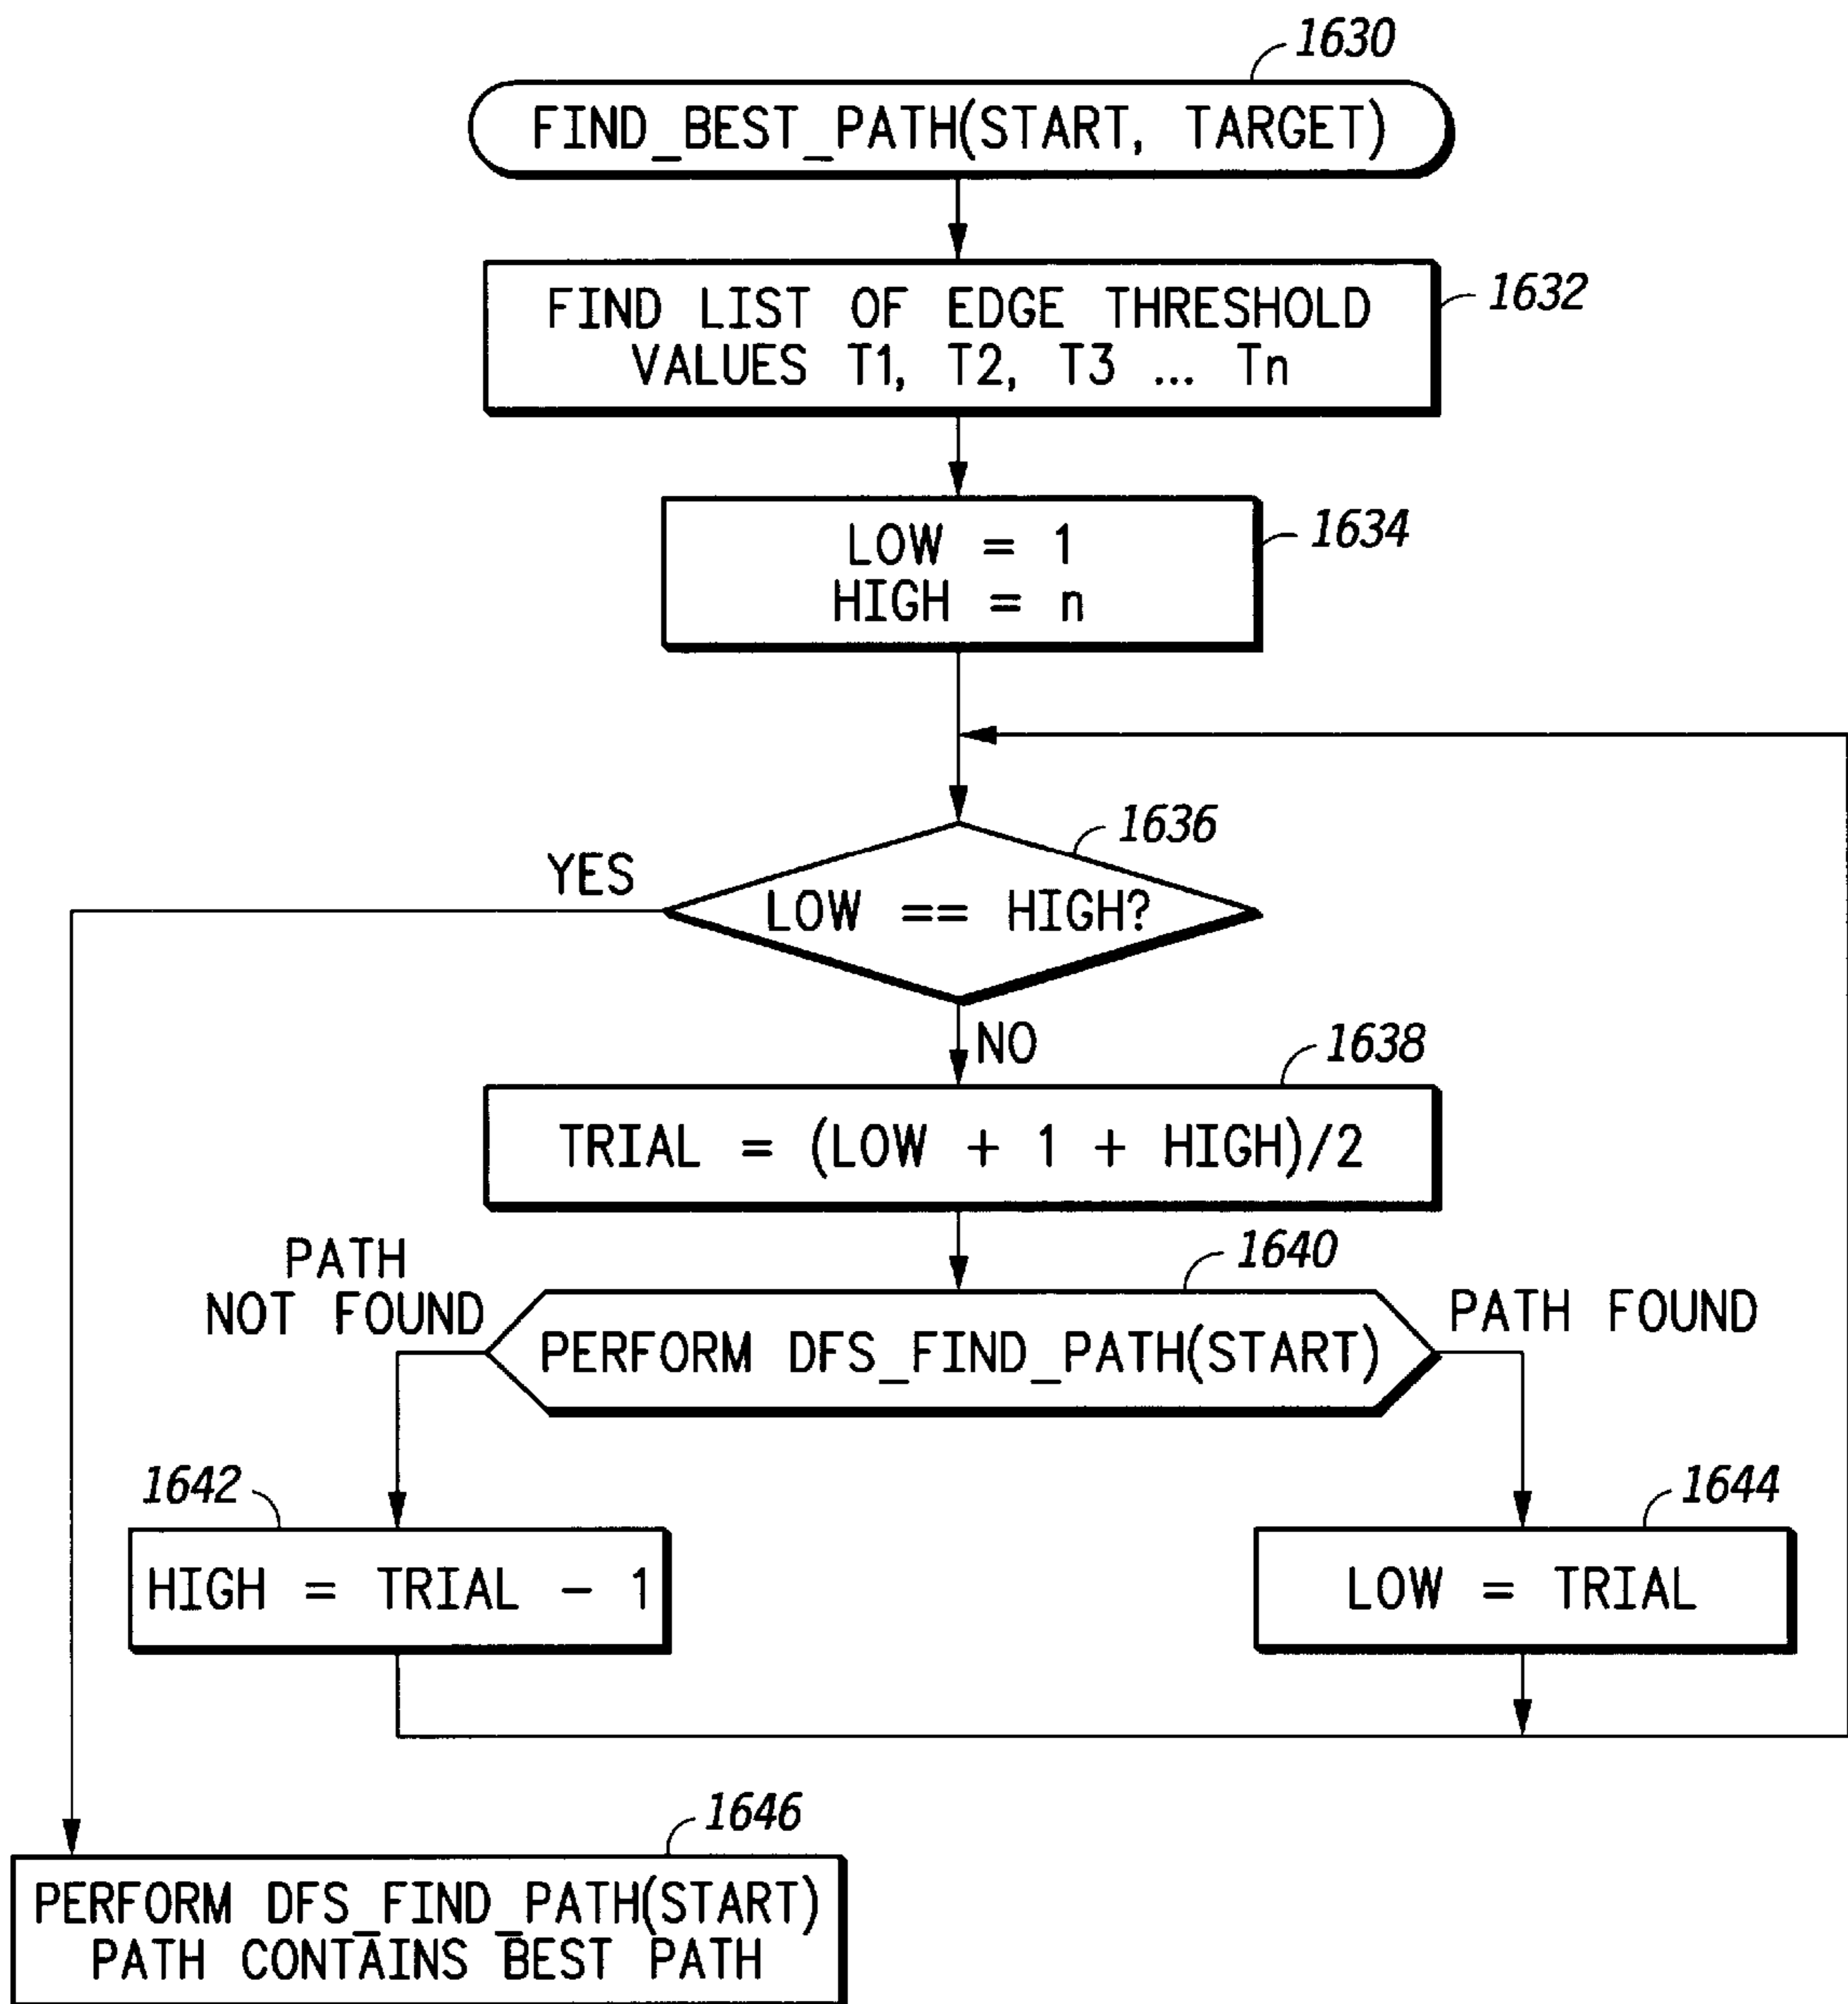 1630
FIND_BEST_PATH(START, TARGET)
FIND LIST OF EDGE THRESHOLD
VALUES T1, T2, T3 ... Tn
1632
LOW = 1
HIGH = n
1634
1636
YES
LOW == HIGH?
NO
1638
TRIAL = (LOW + 1 + HIGH)/2
1640
PATH
NOT FOUND
PATH FOUND
PERFORM DFS_FIND_PATH(START)
1642
HIGH = TRIAL - 1
1644
LOW = TRIAL
1646
PERFORM DFS_FIND_PATH(START)
PATH CONTAINS BEST PATH